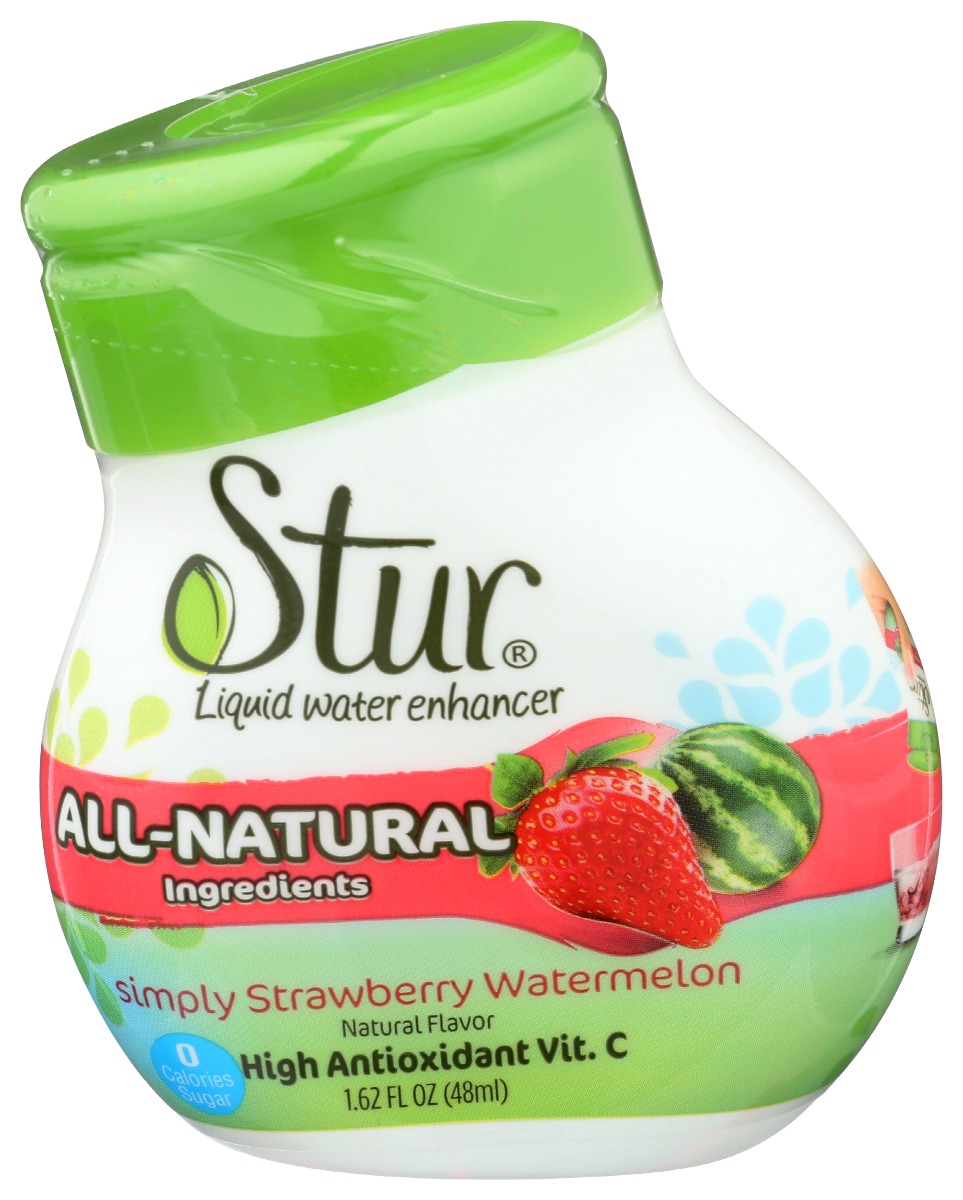 Stur®
Liquid water enhancer
ALL-NATURAL
Ingredients
simply Strawberry Watermelon
Natural Flavor
0
Calories
Sugar
High Antioxidant Vit. C
1.62 FL OZ (48ml)